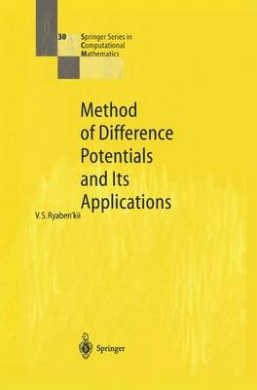 30
Springer Series in
Computational
Mathematics
Method
of Difference
Potentials
and Its
Applications
V.S. Ryaben'kii
Springer